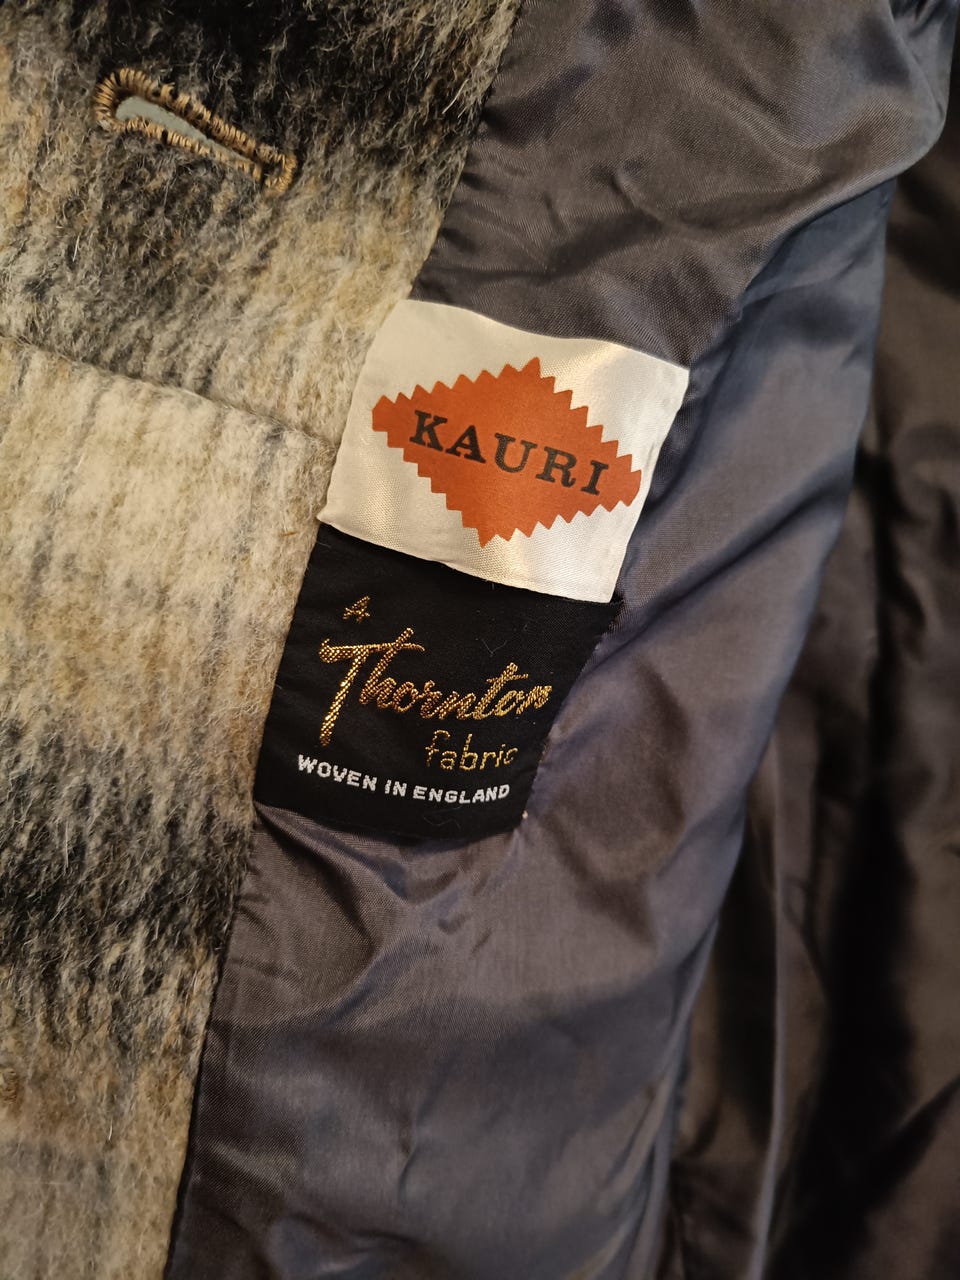 KAURI
A
Thornton
fabric
WOVEN IN ENGLAND